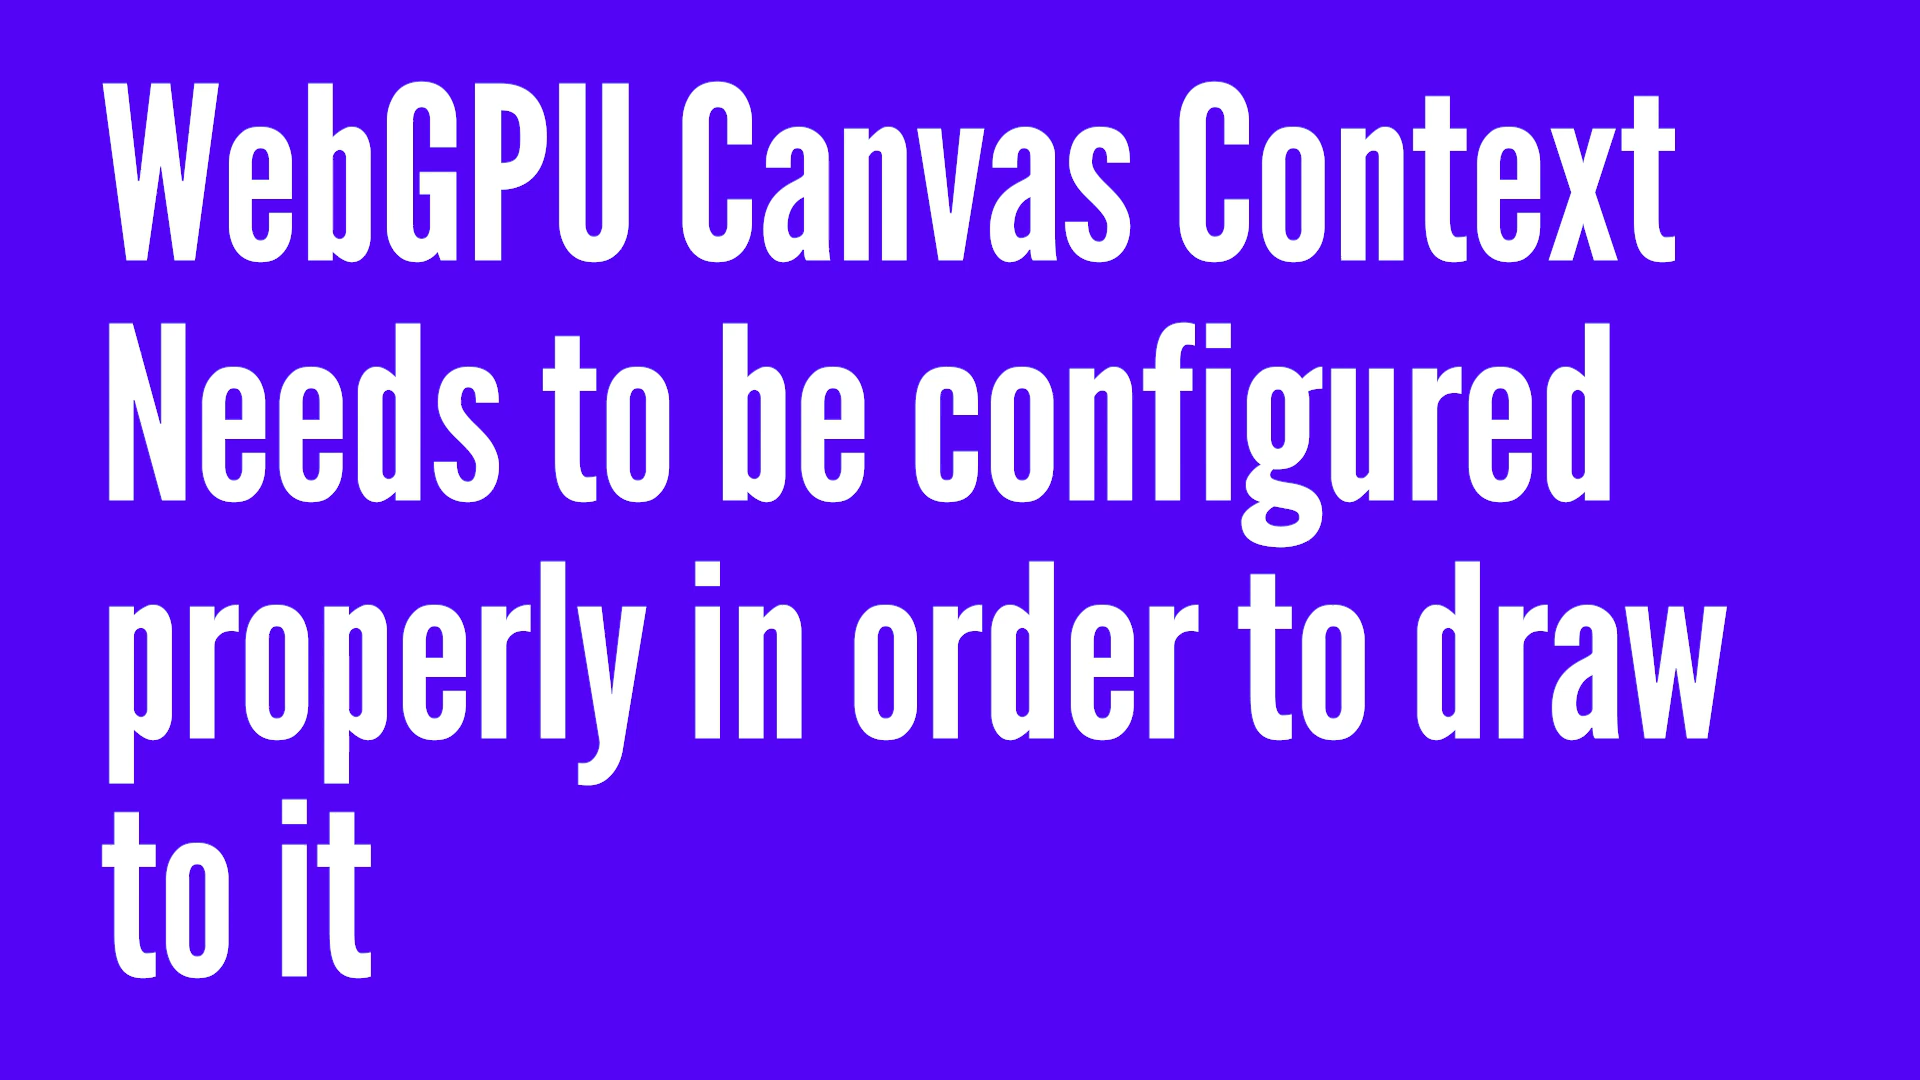 WebGPU Canvas Context
Needs to be configured
properly in order to draw
to it